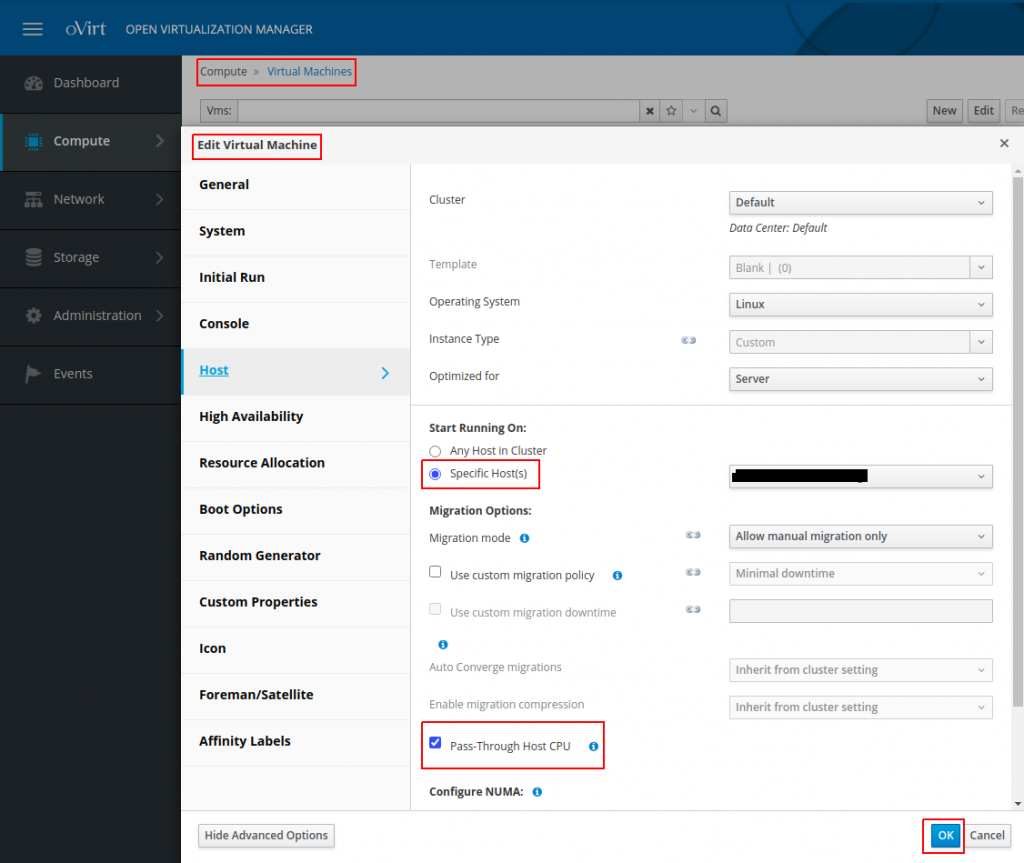 oVirt OPEN VIRTUALIZATION MANAGER
Dashboard
Compute
Network
Storage
Administration
Events
Compute » Virtual Machines
Vms:
New
Edit
Re
Edit Virtual Machine
General
System
Initial Run
Console
Host
High Availability
Resource Allocation
Boot Options
Random Generator
Custom Properties
Icon
Foreman/Satellite
Affinity Labels
Cluster
Default
Data Center: Default
Template
Blank | (0)
Operating System
Linux
Instance Type
Custom
Optimized for
Server
Start Running On:
Any Host in Cluster
Specific Host(s)
Migration Options:
Migration mode
Allow manual migration only
Use custom migration policy
Minimal downtime
Use custom migration downtime
Auto Converge migrations
Inherit from cluster setting
Enable migration compression
Inherit from cluster setting
Pass-Through Host CPU
Configure NUMA:
Hide Advanced Options
OK
Cancel